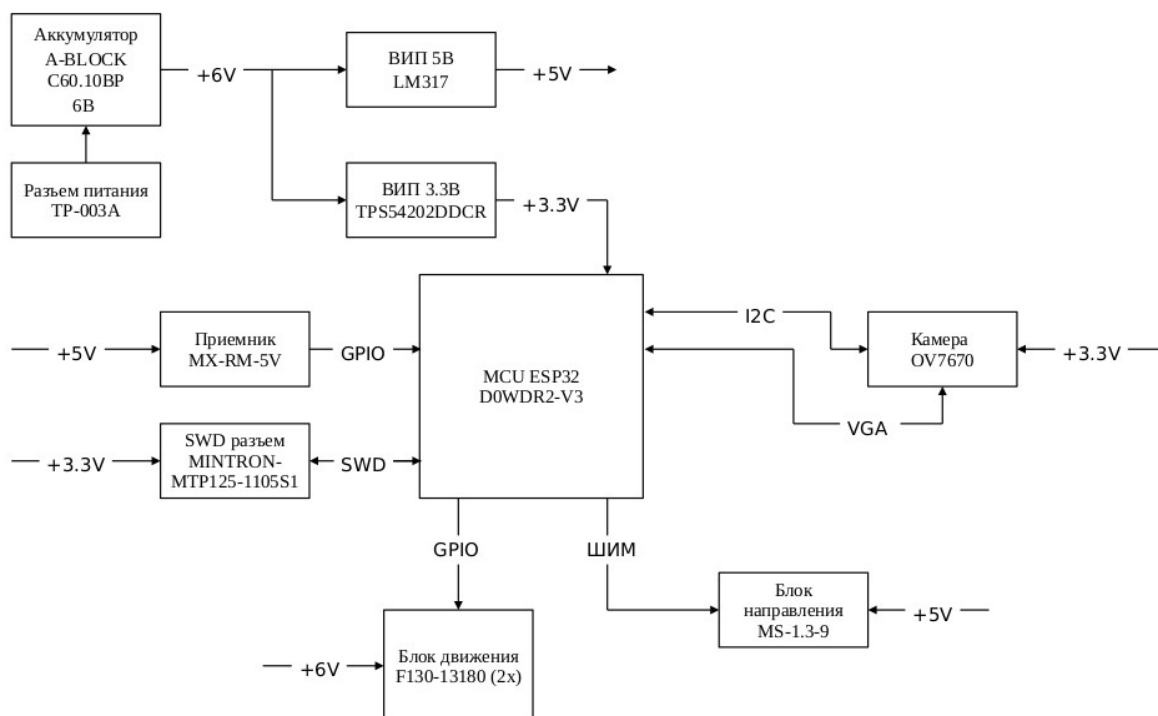 Аккумулятор
A-BLOCK
C60.10BP
6В
+6V
ВИП 5В
LM317
+5V
Разъем питания
TP-003A
ВИП 3.3В
TPS54202DDCR
+3.3V
+5V
Приемник
MX-RM-5V
GPIO
MCU ESP32
D0WDR2-V3
I2C
VGA
Камера
OV7670
+3.3V
+3.3V
SWD разъем
MINTRON-
MTP125-1105S1
SWD
GPIO
ШИМ
+6V
Блок движения
F130-13180 (2x)
Блок
направления
MS-1.3-9
+5V